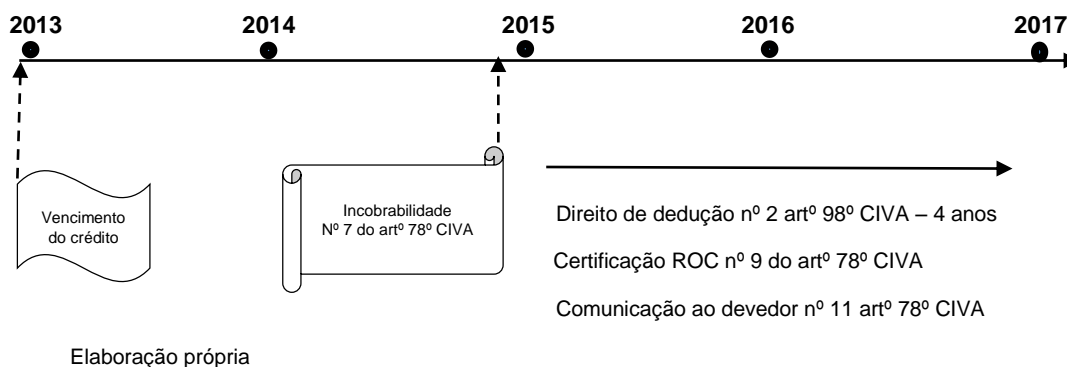 2013 2014 2015 2016 2017
Vencimento
do crédito
Incobrabilidade
Nº 7 do artº 78º CIVA
Direito de dedução nº 2 artº 98º CIVA – 4 anos
Certificação ROC nº 9 do artº 78º CIVA
Comunicação ao devedor nº 11 artº 78º CIVA
Elaboração própria